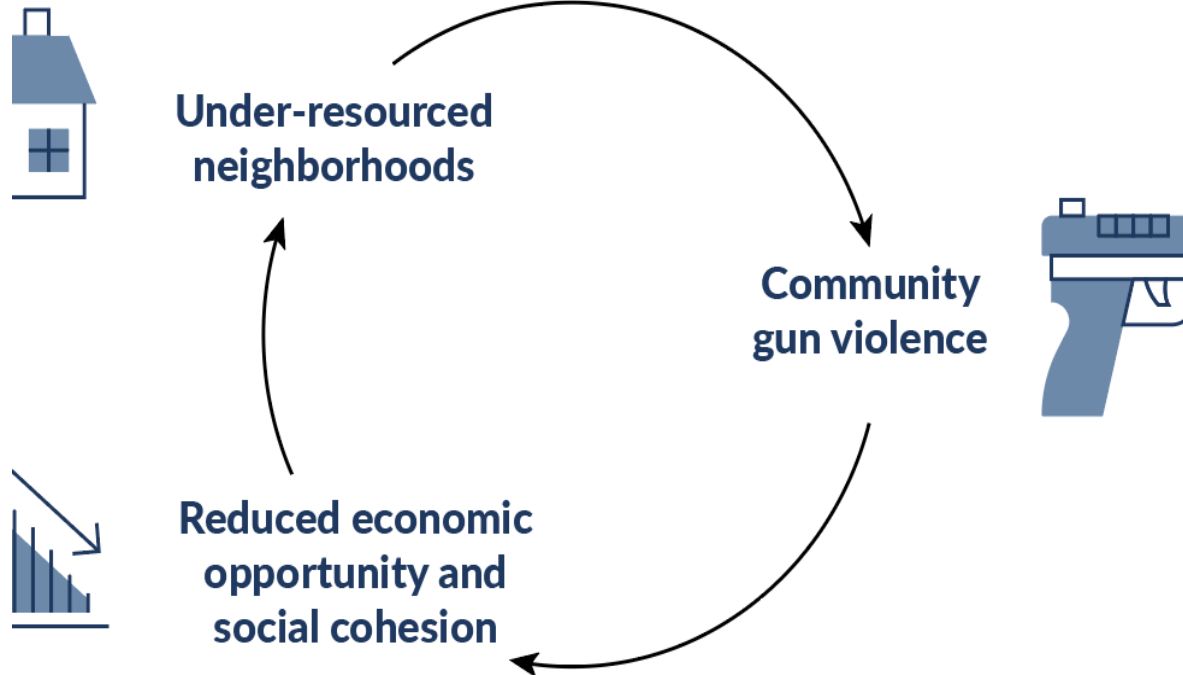 Under-resourced
neighborhoods
Community
gun violence
Reduced economic
opportunity and
social cohesion